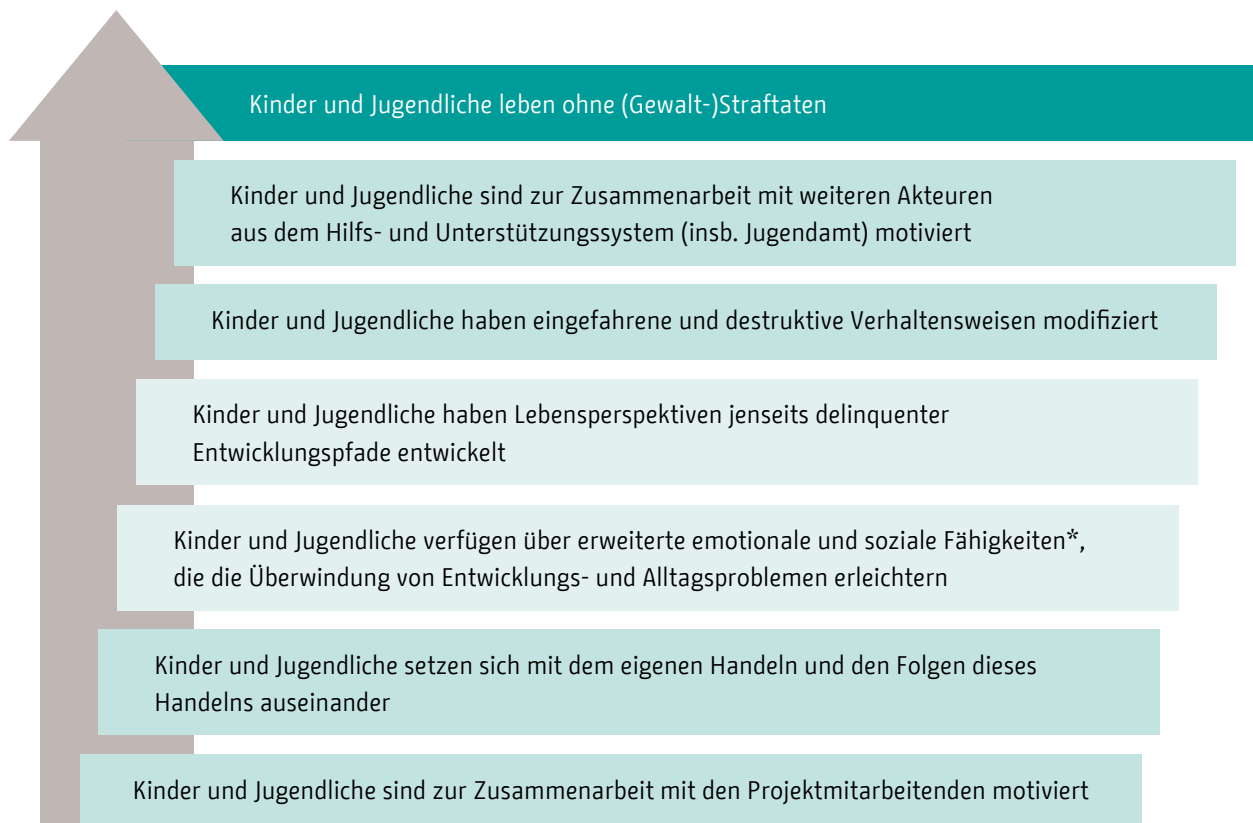 Kinder und Jugendliche leben ohne (Gewalt-)Straftaten
Kinder und Jugendliche sind zur Zusammenarbeit mit weiteren Akteuren
aus dem Hilfs- und Unterstützungssystem (insb. Jugendamt) motiviert
Kinder und Jugendliche haben eingefahrene und destruktive Verhaltensweisen modifiziert
Kinder und Jugendliche haben Lebensperspektiven jenseits delinquenter
Entwicklungspfade entwickelt
Kinder und Jugendliche verfügen über erweiterte emotionale und soziale Fähigkeiten*,
die die Überwindung von Entwicklungs- und Alltagsproblemen erleichtern
Kinder und Jugendliche setzen sich mit dem eigenen Handeln und den Folgen dieses
Handelns auseinander
Kinder und Jugendliche sind zur Zusammenarbeit mit den Projektmitarbeitenden motiviert